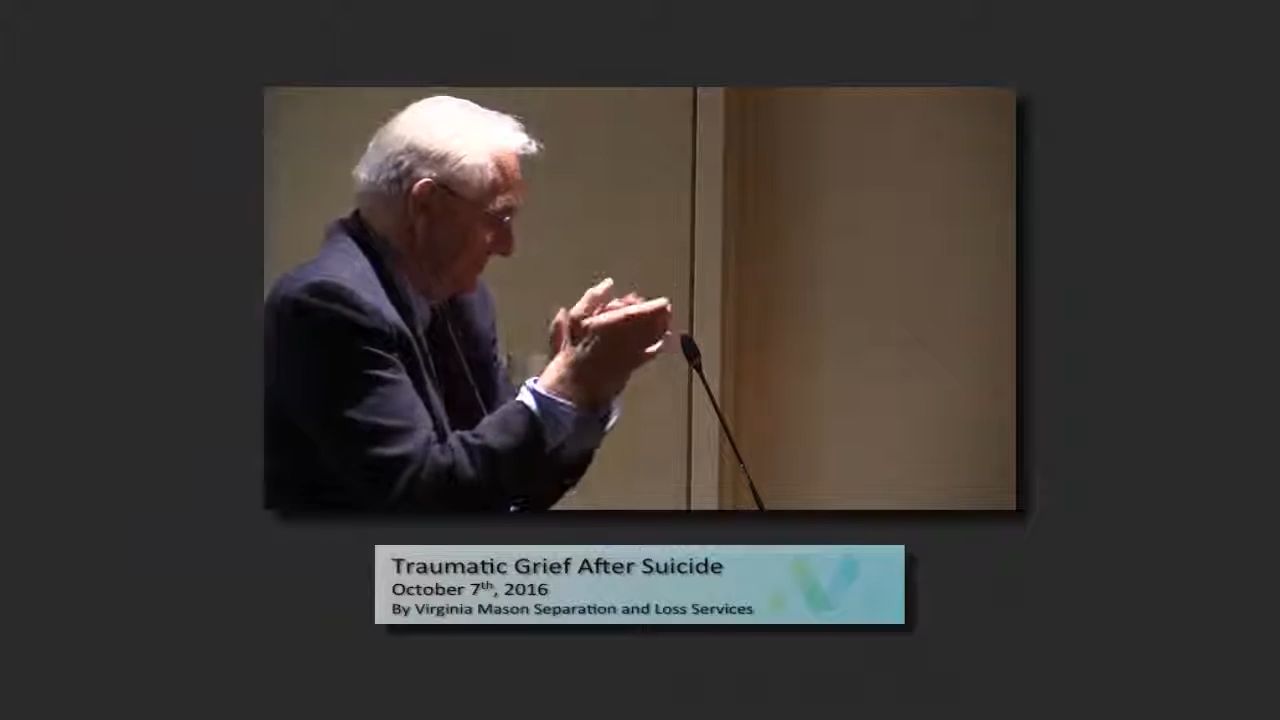 Traumatic Grief After Suicide
October 7th, 2016
By Virginia Mason Separation and Loss Services